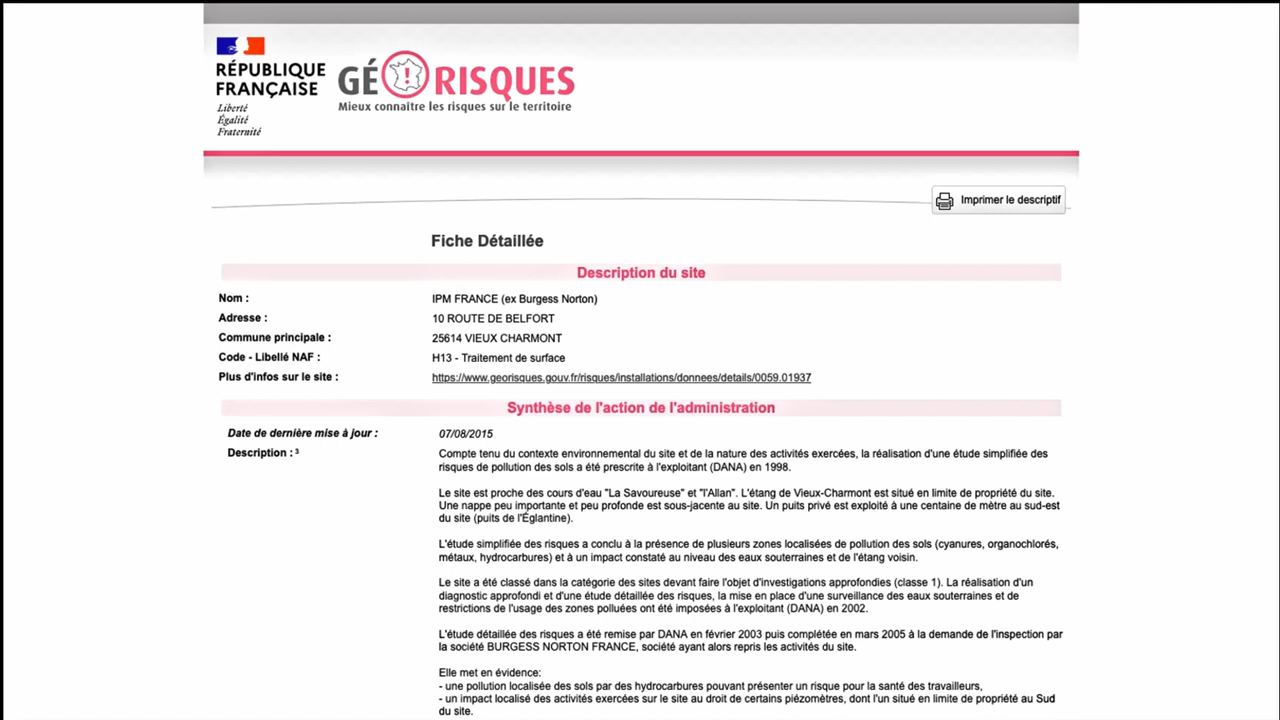 RÉPUBLIQUE
FRANÇAISE
Liberté
Égalité
Fraternité
GÉORISQUES
Mieux connaître les risques sur le territoire
Imprimer le descriptif
Fiche Détaillée
Description du site
Nom : IPM FRANCE (ex Burgess Norton)
Adresse : 10 ROUTE DE BELFORT
Commune principale : 25614 VIEUX CHARMONT
Code - Libellé NAF : H13 - Traitement de surface
Plus d'infos sur le site : https://www.georisques.gouv.fr/risques/installations/donnees/details/0059.01937
Synthèse de l'action de l'administration
Date de dernière mise à jour : 07/08/2015
Description : ³ Compte tenu du contexte environnemental du site et de la nature des activités exercées, la réalisation d'une étude simplifiée des
risques de pollution des sols a été prescrite à l'exploitant (DANA) en 1998.
Le site est proche des cours d'eau "La Savoureuse" et "l'Allan". L'étang de Vieux-Charmont est situé en limite de propriété du site.
Une nappe peu importante et peu profonde est sous-jacente au site. Un puits privé est exploité à une centaine de mètre au sud-est
du site (puits de l'Églantine).
L'étude simplifiée des risques a conclu à la présence de plusieurs zones localisées de pollution des sols (cyanures, organochlorés,
métaux, hydrocarbures) et à un impact constaté au niveau des eaux souterraines et de l'étang voisin.
Le site a été classé dans la catégorie des sites devant faire l'objet d'investigations approfondies (classe 1). La réalisation d'un
diagnostic approfondi et d'une étude détaillée des risques, la mise en place d'une surveillance des eaux souterraines et de
restrictions de l'usage des zones polluées ont été imposées à l'exploitant (DANA) en 2002.
L'étude détaillée des risques a été remise par DANA en février 2003 puis complétée en mars 2005 à la demande de l'inspection par
la société BURGESS NORTON FRANCE, société ayant alors repris les activités du site.
Elle met en évidence:
- une pollution localisée des sols par des hydrocarbures pouvant présenter un risque pour la santé des travailleurs,
- un impact localisé des activités exercées sur le site au droit de certains piézomètres, dont l'un situé en limite de propriété au Sud
du site.